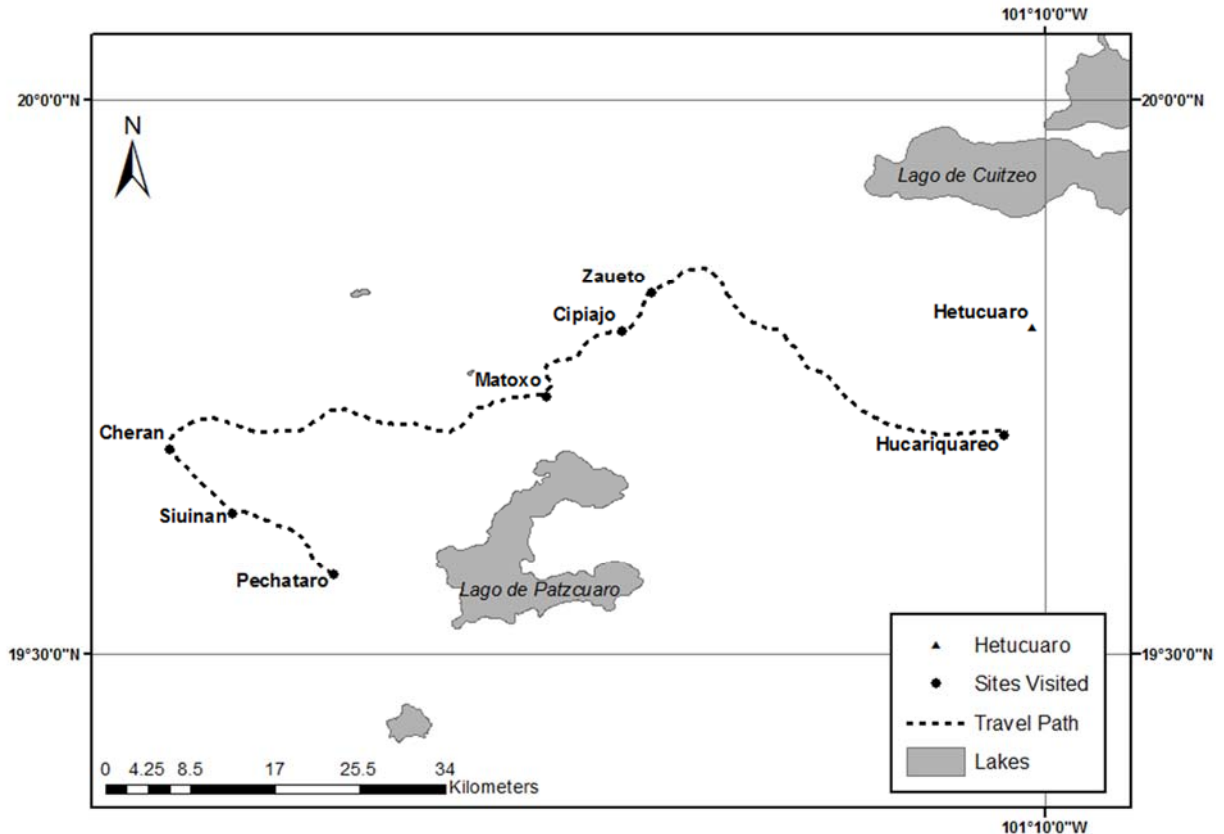 101°10'0"W
20°0'0"N
20°0'0"N
N
Lago de Cuitzeo
Zaueto
Cipiajo
Hetucuaro
Matoxo
Cheran
Hucariquareo
Siuinan
Pechataro
Lago de Patzcuaro
19°30'0"N
19°30'0"N
Hetucuaro
Sites Visited
Travel Path
Lakes
0 4.25 8.5 17 25.5 34
Kilometers
101°10'0"W